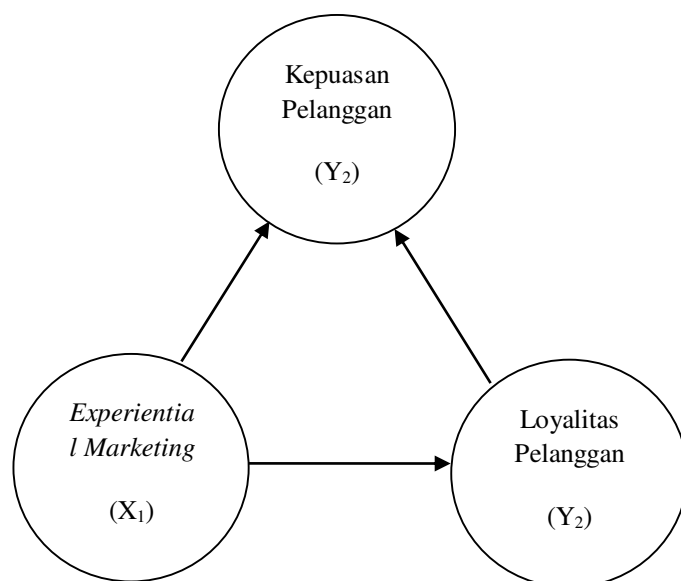 Kepuasan
Pelanggan
(Y₂)
Experientia
l Marketing
(X₁)
Loyalitas
Pelanggan
(Y₂)